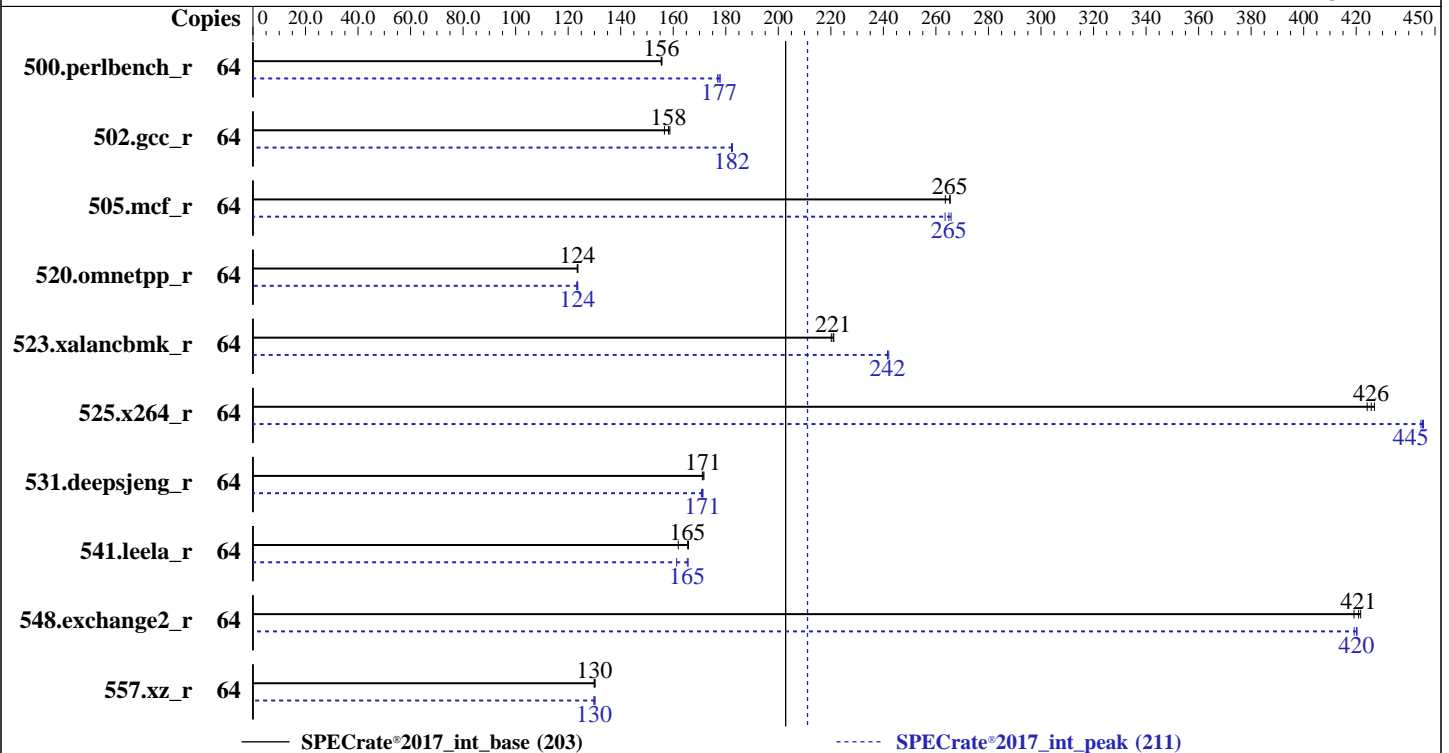 Copies 0 20.0 40.0 60.0 80.0 100 120 140 160 180 200 220 240 260 280 300 320 340 360 380 400 420 450
156
500.perlbench_r 64
177
158
502.gcc_r 64
182
265
505.mcf_r 64
265
124
520.omnetpp_r 64
124
221
523.xalancbmk_r 64
242
426
525.x264_r 64
445
171
531.deepsjeng_r 64
171
165
541.leela_r 64
165
421
548.exchange2_r 64
420
130
557.xz_r 64
130
SPECrate®2017_int_base (203) SPECrate®2017_int_peak (211)